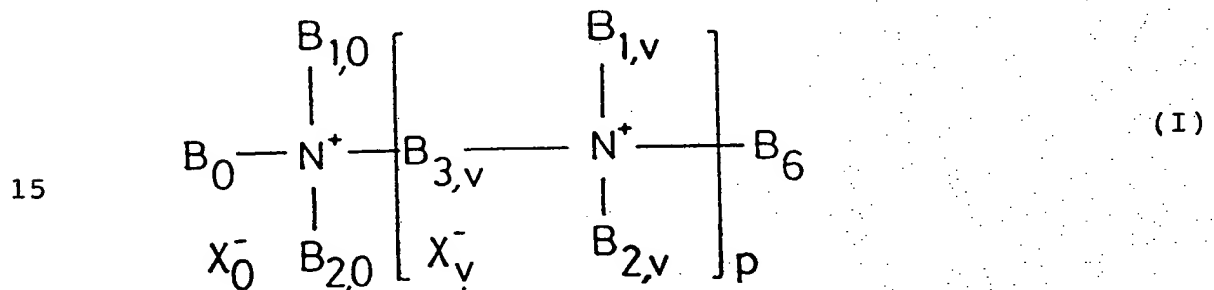 B1,0 B1,v
(I)
B0 — N+ — [ B3,v — N+ — ]p B6
15
X0- B2,0 Xv- B2,v